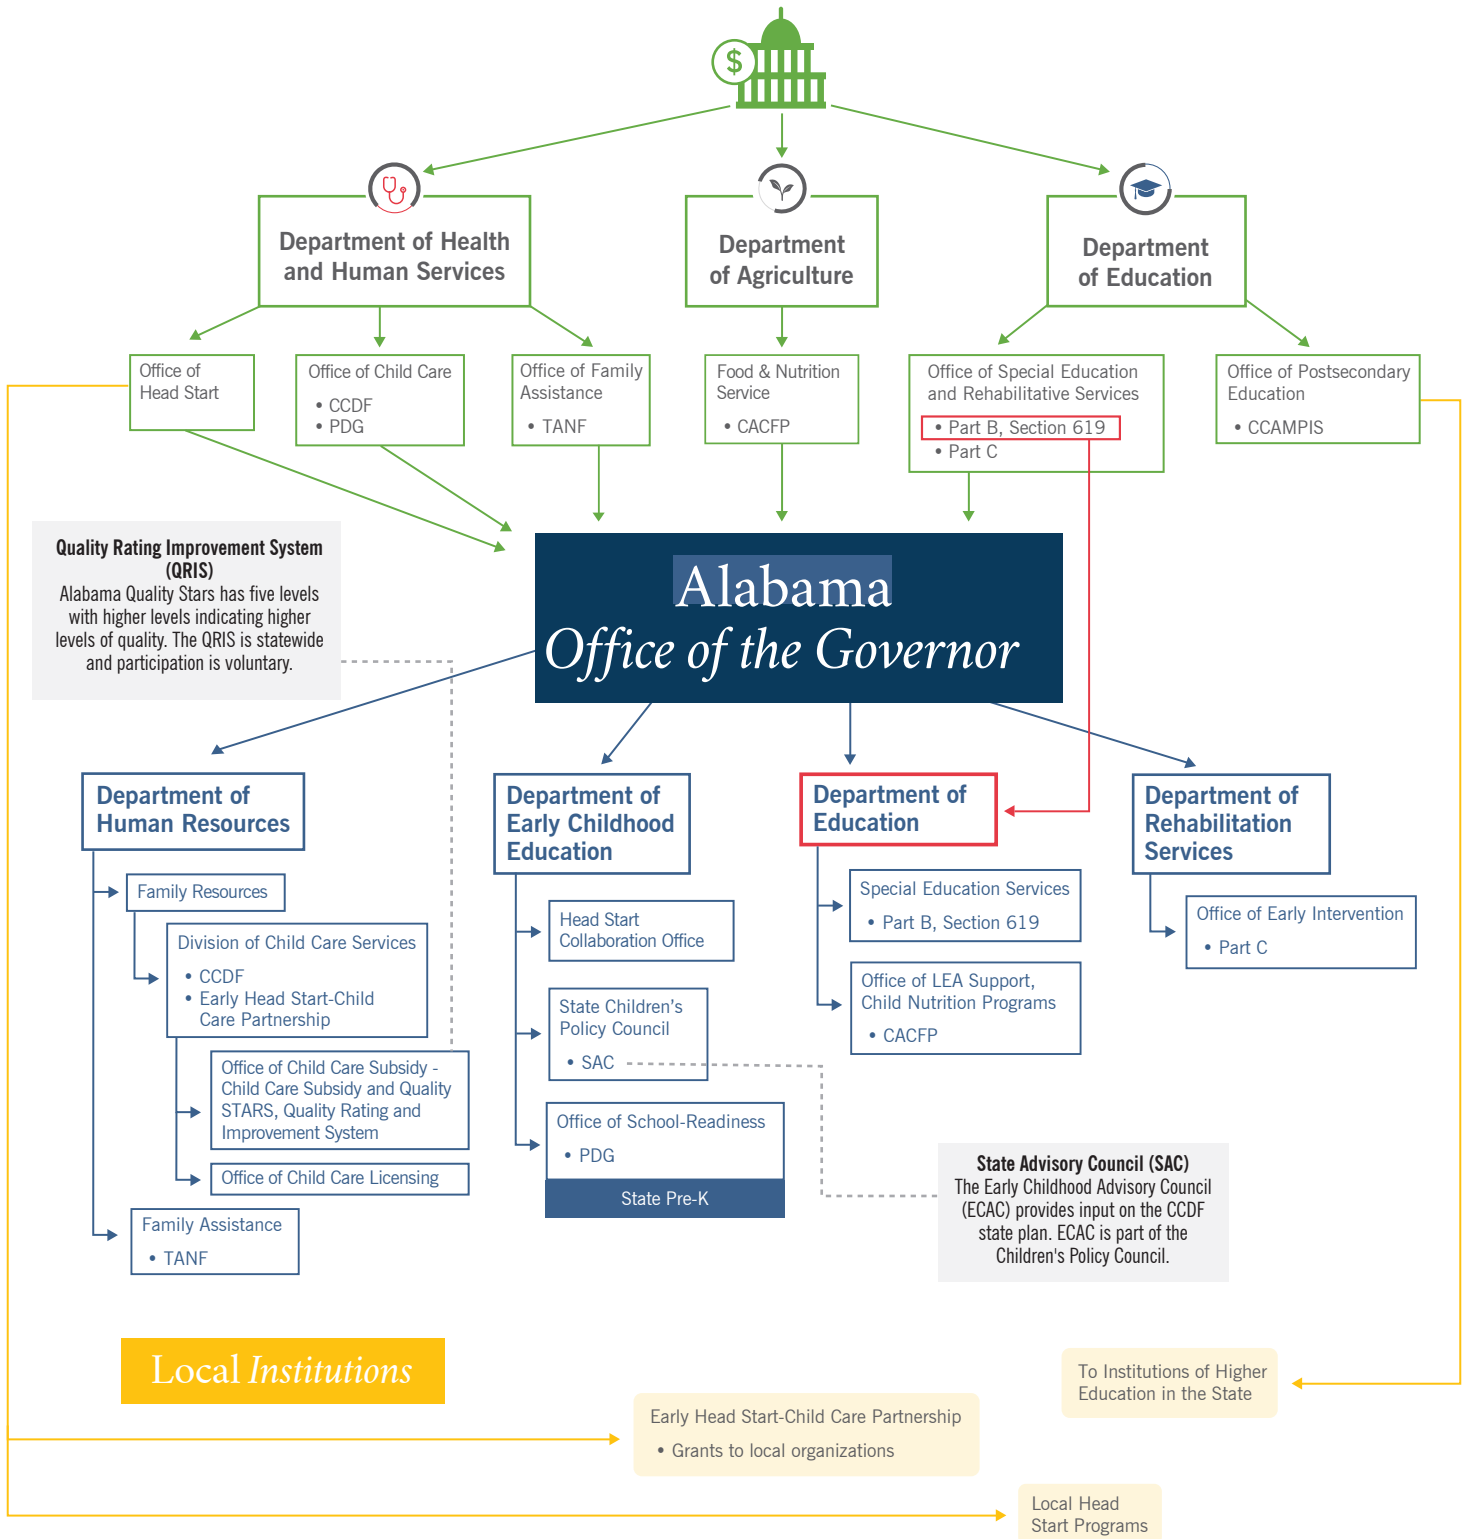 $
Department of Health
and Human Services
Department
of Agriculture
Department
of Education
Office of
Head Start
Office of Child Care
• CCDF
• PDG
Office of Family
Assistance
• TANF
Food & Nutrition
Service
• CACFP
Office of Special Education
and Rehabilitative Services
• Part B, Section 619
• Part C
Office of Postsecondary
Education
• CCAMPIS
Quality Rating Improvement System
(QRIS)
Alabama Quality Stars has five levels
with higher levels indicating higher
levels of quality. The QRIS is statewide
and participation is voluntary.
Alabama
Office of the Governor
Department of
Human Resources
Family Resources
Division of Child Care Services
• CCDF
• Early Head Start-Child
Care Partnership
Office of Child Care Subsidy -
Child Care Subsidy and Quality
STARS, Quality Rating and
Improvement System
Office of Child Care Licensing
Family Assistance
• TANF
Department of
Early Childhood
Education
Head Start
Collaboration Office
State Children's
Policy Council
• SAC
Office of School-Readiness
• PDG
State Pre-K
Department of
Education
Special Education Services
• Part B, Section 619
Office of LEA Support,
Child Nutrition Programs
• CACFP
Department of
Rehabilitation
Services
Office of Early Intervention
• Part C
State Advisory Council (SAC)
The Early Childhood Advisory Council
(ECAC) provides input on the CCDF
state plan. ECAC is part of the
Children's Policy Council.
Local Institutions
To Institutions of Higher
Education in the State
Early Head Start-Child Care Partnership
• Grants to local organizations
Local Head
Start Programs